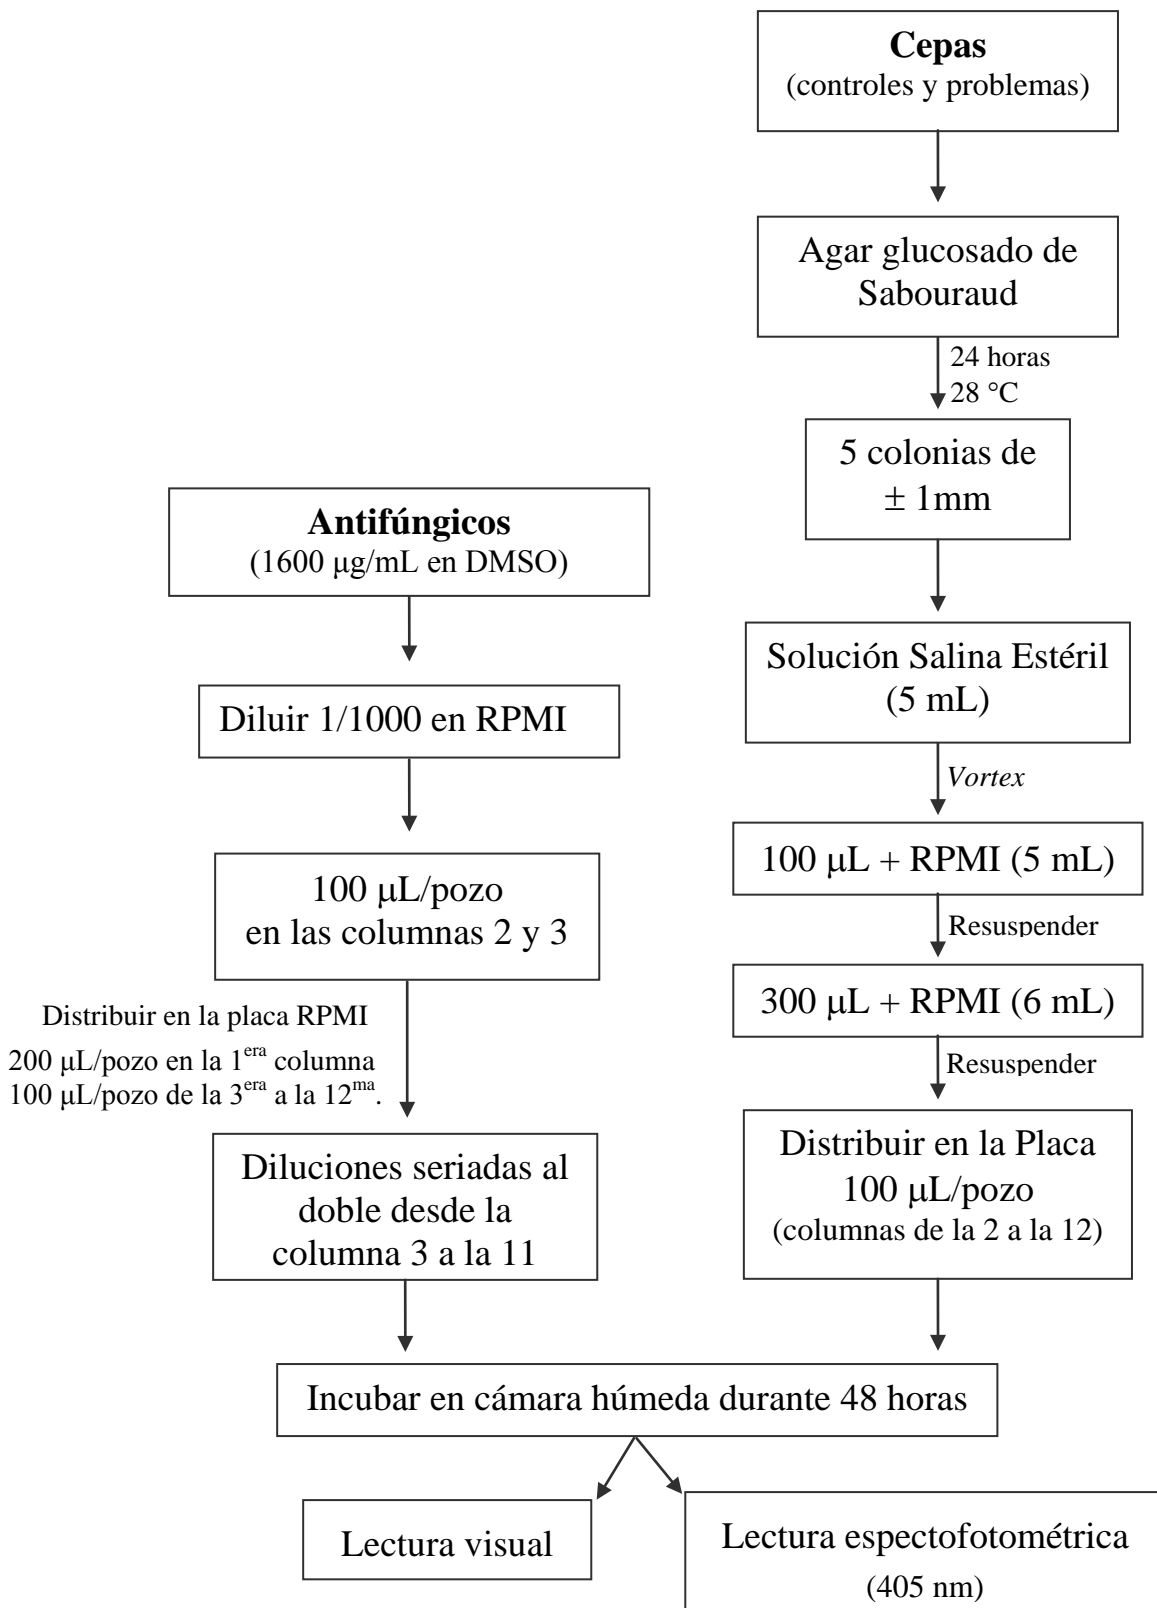 Cepas
(controles y problemas)
Agar glucosado de
Sabouraud
24 horas
28 °C
5 colonias de
± 1mm
Antifúngicos
(1600 μg/mL en DMSO)
Solución Salina Estéril
(5 mL)
Diluir 1/1000 en RPMI
Vortex
100 μL + RPMI (5 mL)
100 μL/pozo
en las columnas 2 y 3
Resuspender
300 μL + RPMI (6 mL)
Distribuir en la placa RPMI
200 μL/pozo en la 1era columna
100 μL/pozo de la 3era a la 12ma.
Resuspender
Diluciones seriadas al
doble desde la
columna 3 a la 11
Distribuir en la Placa
100 μL/pozo
(columnas de la 2 a la 12)
Incubar en cámara húmeda durante 48 horas
Lectura visual
Lectura espectofotométrica
(405 nm)